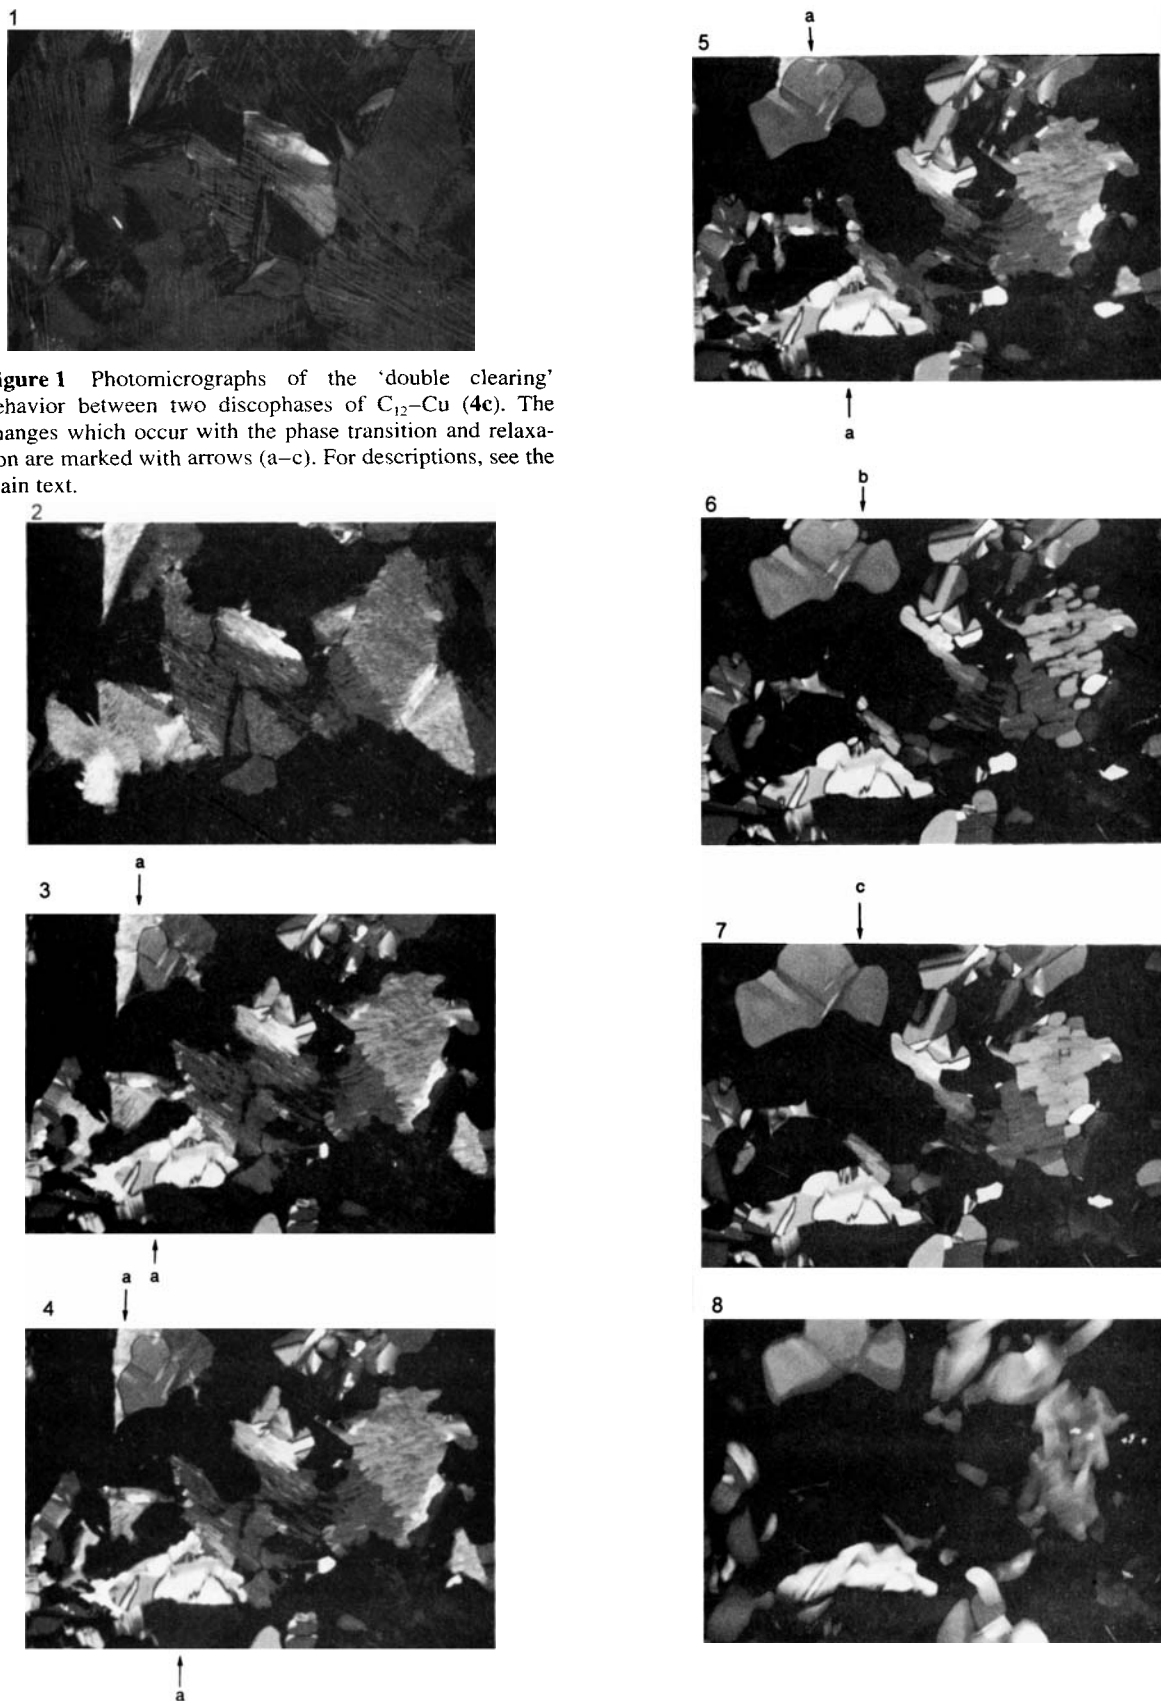 1
igure 1 Photomicrographs of the 'double clearing'
ehavior between two discophases of C₁₂–Cu (4c). The
hanges which occur with the phase transition and relaxa-
on are marked with arrows (a–c). For descriptions, see the
ain text.
2
a
3
a a
4
a
a
5
a
b
6
c
7
8